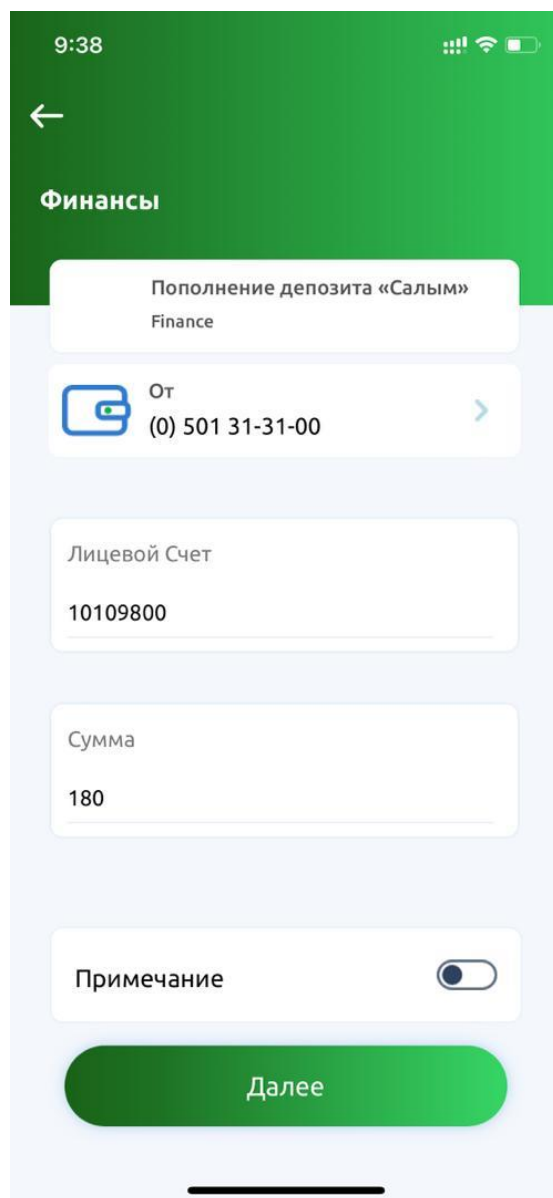 9:38
Финансы
Пополнение депозита «Салым»
Finance
От
(0) 501 31-31-00
Лицевой Счет
10109800
Сумма
180
Примечание
Далее